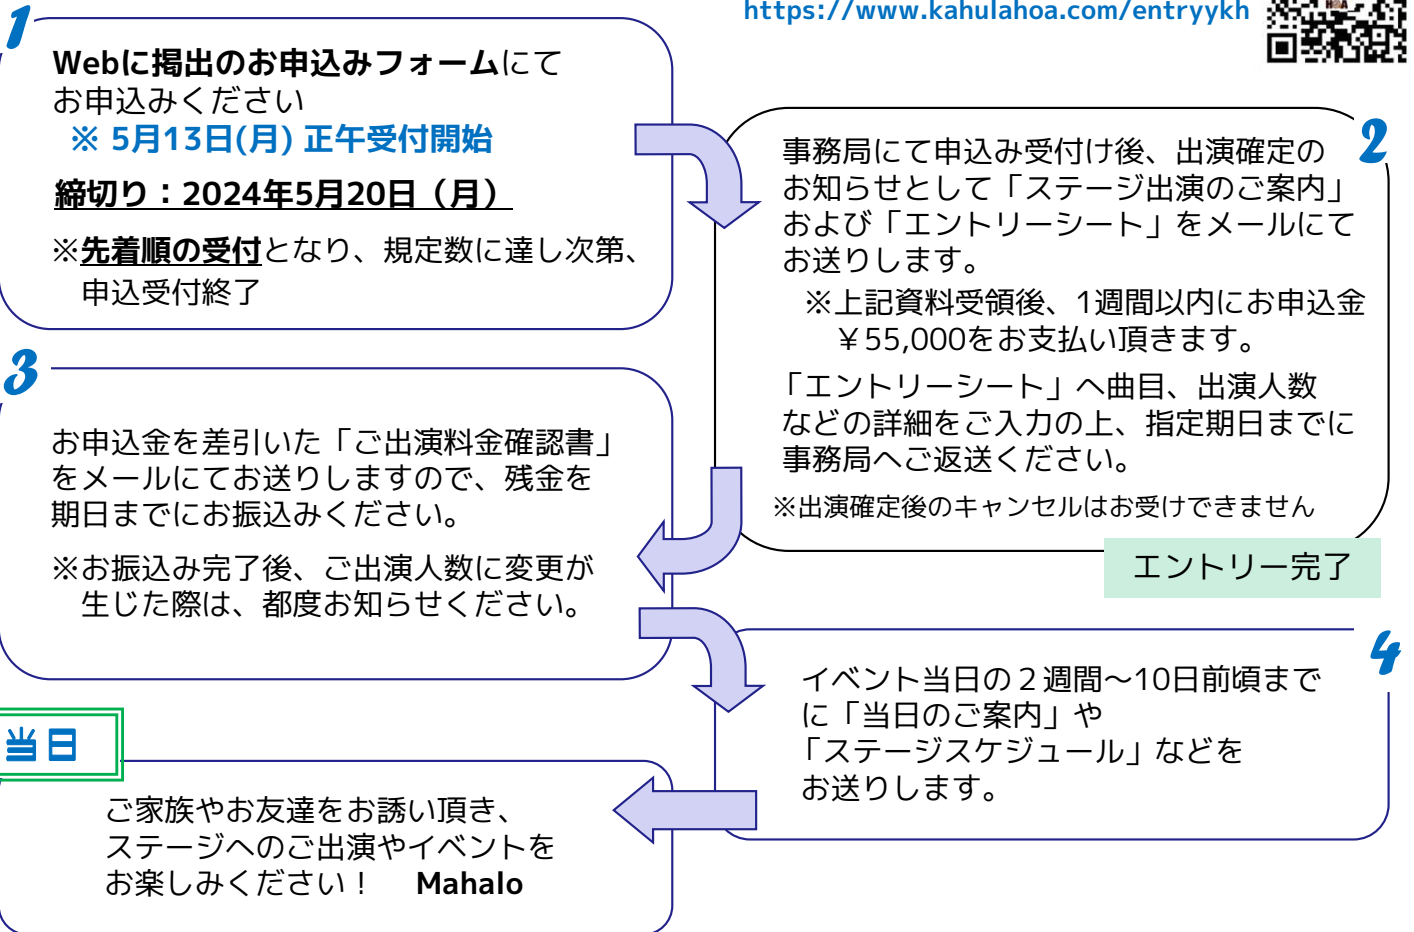 https://www.kahulahoa.com/entryykh
HOA
1
Webに掲出のお申込みフォームにて
お申込みください
※ 5月13日(月) 正午受付開始
締切り：2024年5月20日（月）
※先着順の受付となり、規定数に達し次第、
申込受付終了
2
事務局にて申込み受付け後、出演確定の
お知らせとして「ステージ出演のご案内」
および「エントリーシート」をメールにて
お送りします。
※上記資料受領後、1週間以内にお申込金
￥55,000をお支払い頂きます。
「エントリーシート」へ曲目、出演人数
などの詳細をご入力の上、指定期日までに
事務局へご返送ください。
※出演確定後のキャンセルはお受けできません
エントリー完了
3
お申込金を差引いた「ご出演料金確認書」
をメールにてお送りしますので、残金を
期日までにお振込みください。
※お振込み完了後、ご出演人数に変更が
生じた際は、都度お知らせください。
4
イベント当日の２週間～10日前頃まで
に「当日のご案内」や
「ステージスケジュール」などを
お送りします。
当日
ご家族やお友達をお誘い頂き、
ステージへのご出演やイベントを
お楽しみください！ Mahalo